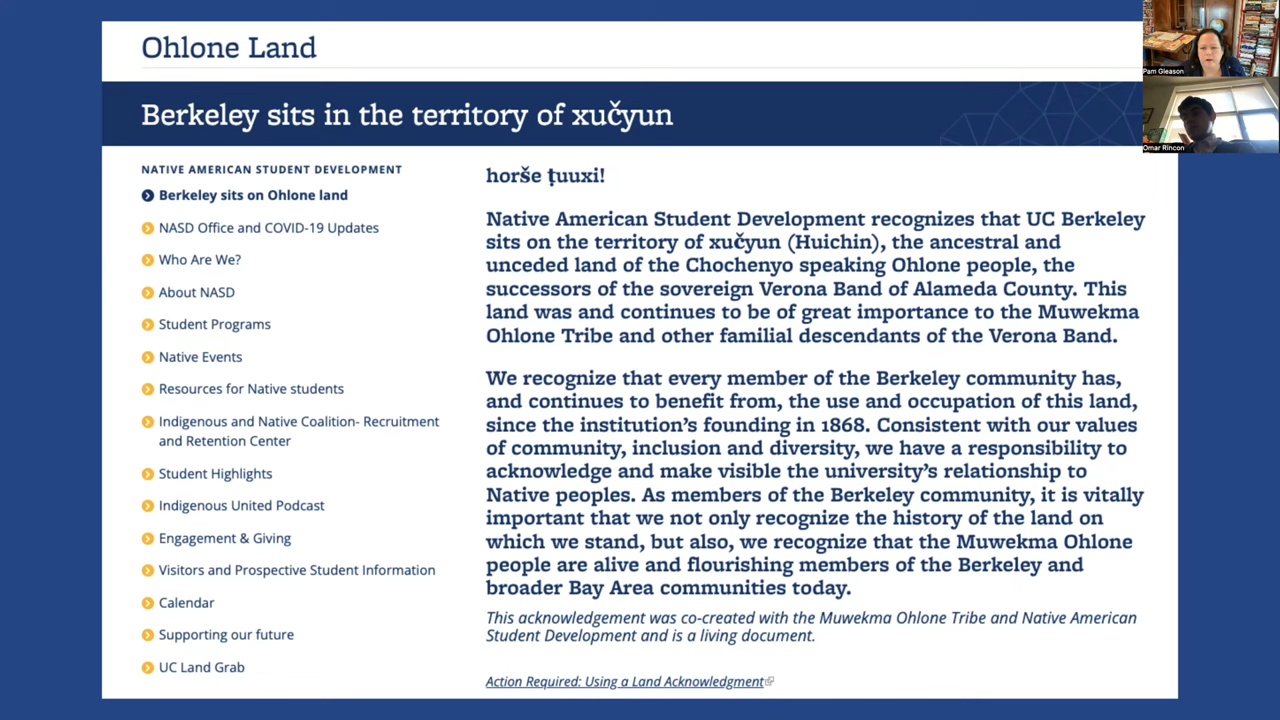 Ohlone Land
Berkeley sits in the territory of xučyun
NATIVE AMERICAN STUDENT DEVELOPMENT
Berkeley sits on Ohlone land
NASD Office and COVID-19 Updates
Who Are We?
About NASD
Student Programs
Native Events
Resources for Native students
Indigenous and Native Coalition- Recruitment
and Retention Center
Student Highlights
Indigenous United Podcast
Engagement & Giving
Visitors and Prospective Student Information
Calendar
Supporting our future
UC Land Grab
horše ṭuuxi!
Native American Student Development recognizes that UC Berkeley
sits on the territory of xučyun (Huichin), the ancestral and
unceded land of the Chochenyo speaking Ohlone people, the
successors of the sovereign Verona Band of Alameda County. This
land was and continues to be of great importance to the Muwekma
Ohlone Tribe and other familial descendants of the Verona Band.
We recognize that every member of the Berkeley community has,
and continues to benefit from, the use and occupation of this land,
since the institution's founding in 1868. Consistent with our values
of community, inclusion and diversity, we have a responsibility to
acknowledge and make visible the university's relationship to
Native peoples. As members of the Berkeley community, it is vitally
important that we not only recognize the history of the land on
which we stand, but also, we recognize that the Muwekma Ohlone
people are alive and flourishing members of the Berkeley and
broader Bay Area communities today.
This acknowledgement was co-created with the Muwekma Ohlone Tribe and Native American
Student Development and is a living document.
Action Required: Using a Land Acknowledgment
Pam Gleason
Omar Rincon